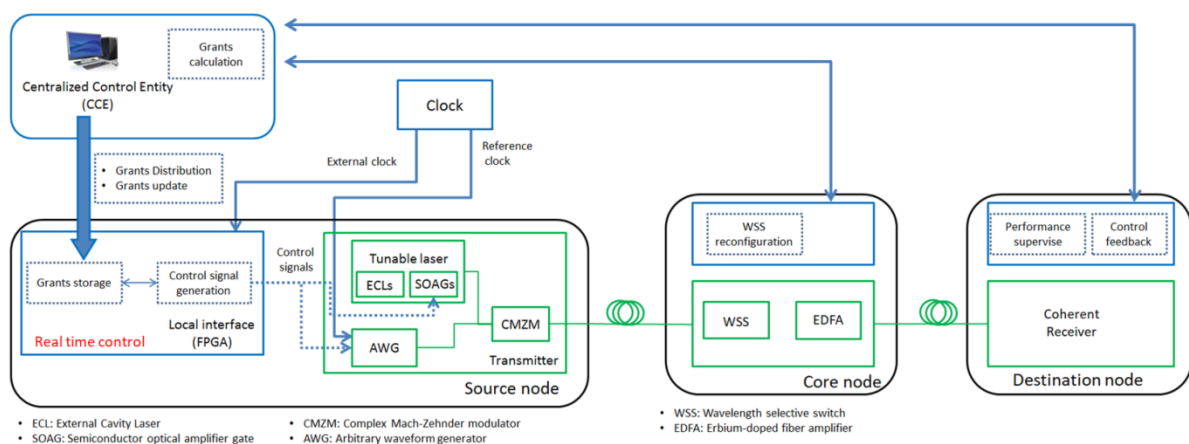 Grants
calculation
Centralized Control Entity
(CCE)
Clock
External clock
Reference
clock
• Grants Distribution
• Grants update
Grants storage
Control signal
generation
Real time control
Local interface
(FPGA)
Control
signals
Tunable laser
ECLs
SOAGs
AWG
CMZM
Transmitter
Source node
WSS
reconfiguration
WSS
EDFA
Core node
Performance
supervise
Control
feedback
Coherent
Receiver
Destination node
• ECL: External Cavity Laser
• SOAG: Semiconductor optical amplifier gate
• CMZM: Complex Mach-Zehnder modulator
• AWG: Arbitrary waveform generator
• WSS: Wavelength selective switch
• EDFA: Erbium-doped fiber amplifier